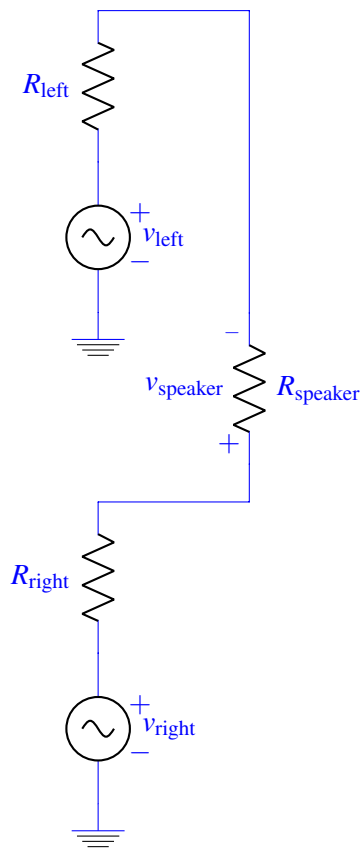 R_left
+
v_left
−
−
v_speaker R_speaker
+
R_right
+
v_right
−